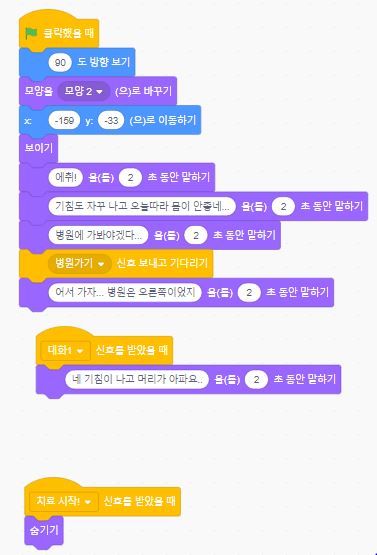 클릭했을 때
90 도 방향 보기
모양을 모양 2 (으)로 바꾸기
x: -159 y: -33 (으)로 이동하기
보이기
에취! 을(를) 2 초 동안 말하기
기침도 자꾸 나고 오늘따라 몸이 안좋네... 을(를) 2 초 동안 말하기
병원에 가봐야겠다... 을(를) 2 초 동안 말하기
병원가기 신호 보내고 기다리기
어서 가자... 병원은 오른쪽이었지 을(를) 2 초 동안 말하기
대화1 신호를 받았을 때
네 기침이 나고 머리가 아파요.. 을(를) 2 초 동안 말하기
치료 시작! 신호를 받았을 때
숨기기